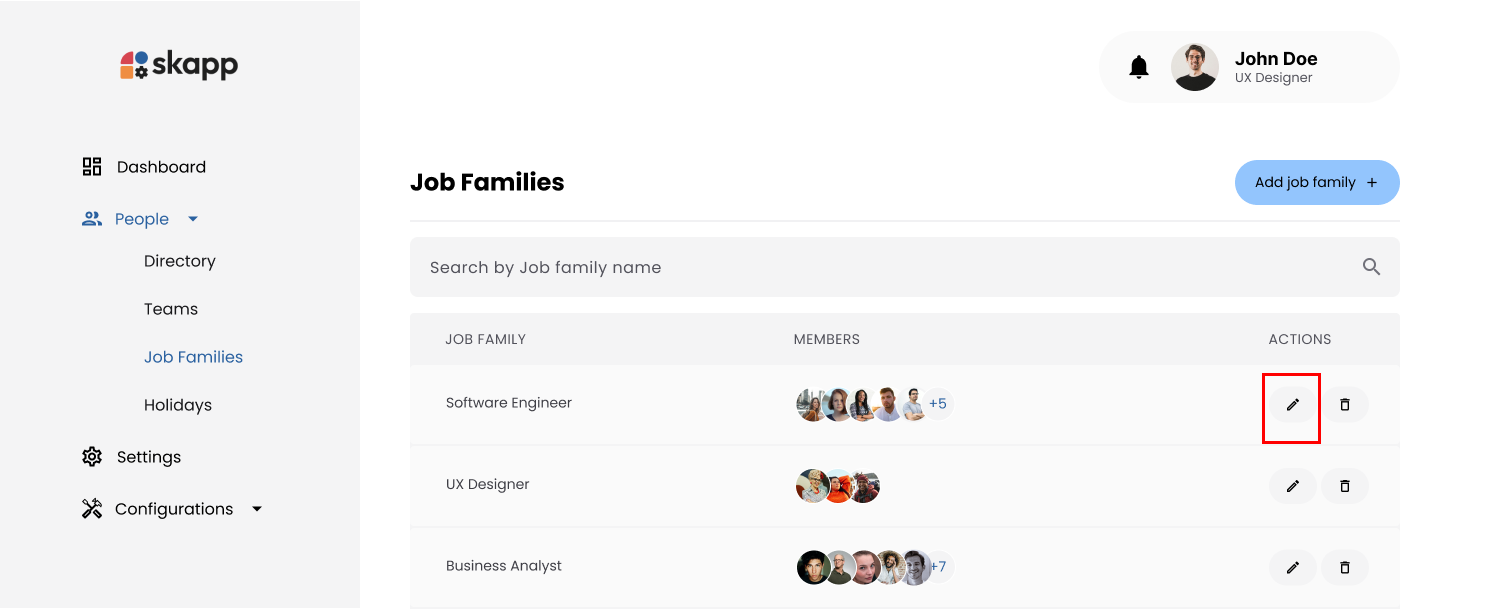 skapp
John Doe
UX Designer
Dashboard
People
Directory
Teams
Job Families
Holidays
Settings
Configurations
Job Families
Add job family +
Search by Job family name
JOB FAMILY MEMBERS ACTIONS
Software Engineer +5
UX Designer
Business Analyst +7